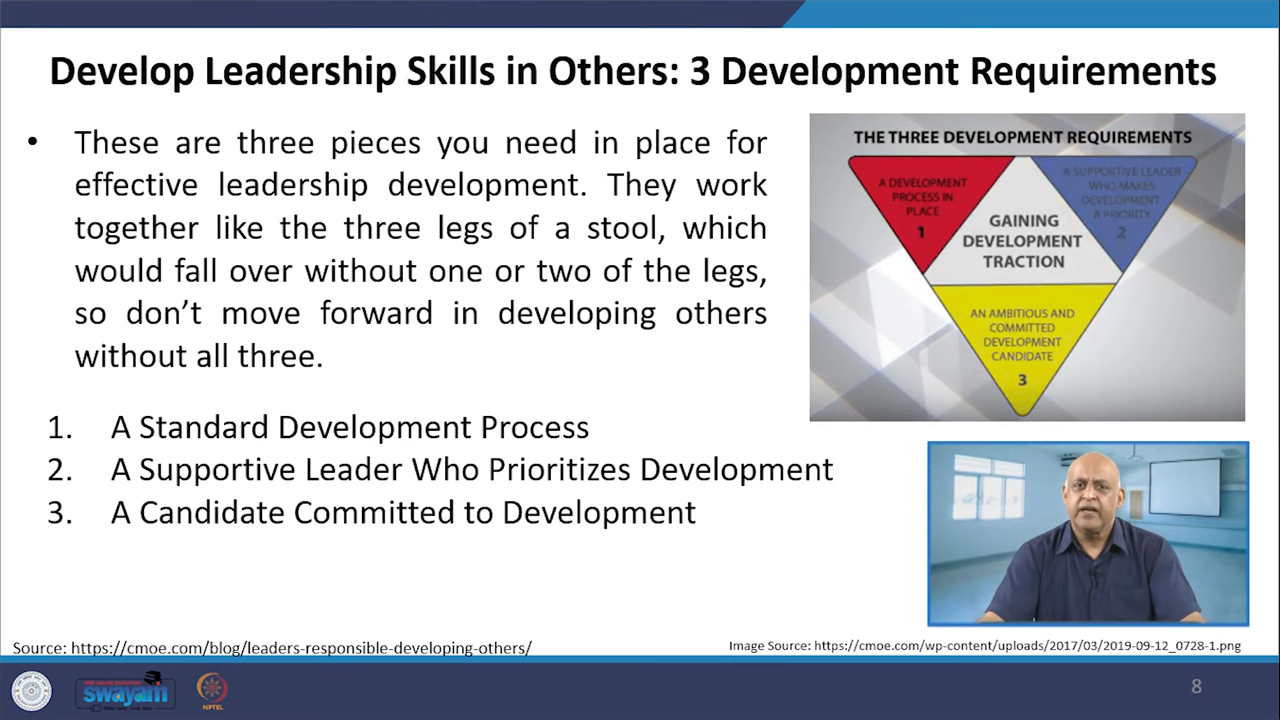 Develop Leadership Skills in Others: 3 Development Requirements
• These are three pieces you need in place for
effective leadership development. They work
together like the three legs of a stool, which
would fall over without one or two of the legs,
so don’t move forward in developing others
without all three.
1. A Standard Development Process
2. A Supportive Leader Who Prioritizes Development
3. A Candidate Committed to Development
THE THREE DEVELOPMENT REQUIREMENTS
A DEVELOPMENT
PROCESS IN
PLACE
1
A SUPPORTIVE LEADER
WHO MAKES
DEVELOPMENT
A PRIORITY
2
GAINING
DEVELOPMENT
TRACTION
AN AMBITIOUS AND
COMMITTED
DEVELOPMENT
CANDIDATE
3
Source: https://cmoe.com/blog/leaders-responsible-developing-others/
Image Source: https://cmoe.com/wp-content/uploads/2017/03/2019-09-12_0728-1.png
swayam
NPTEL
8